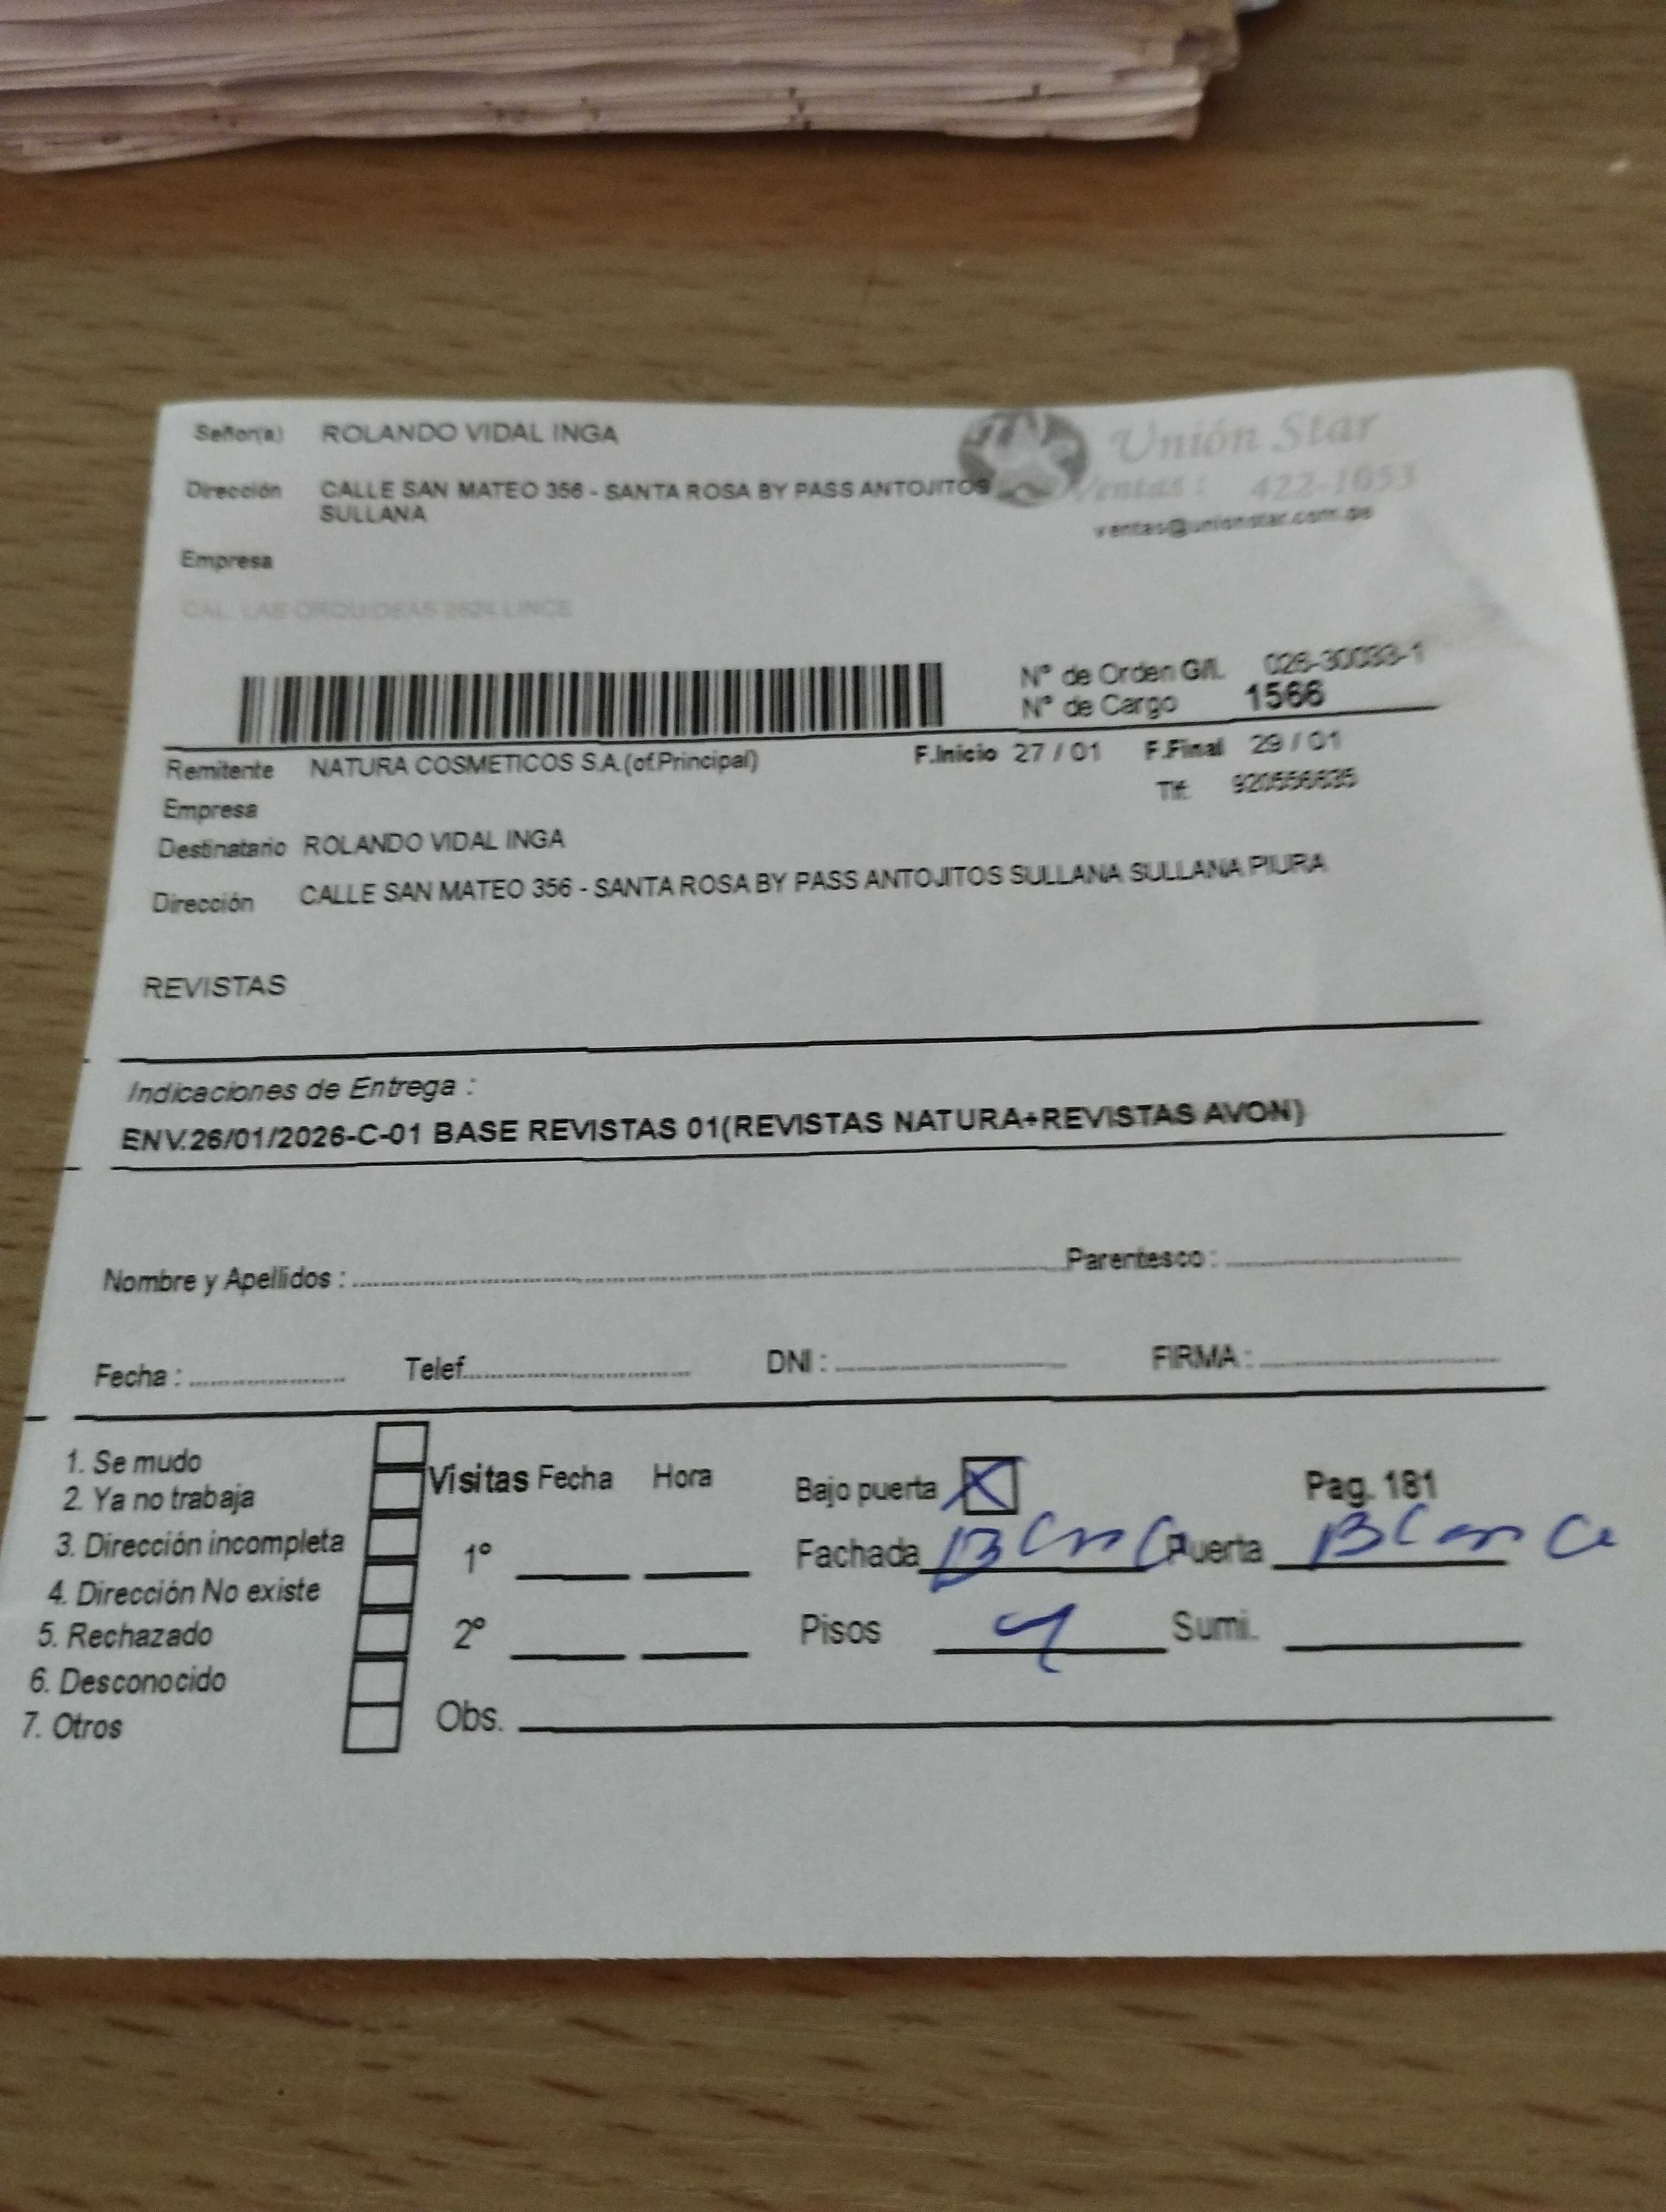 Señor(a) ROLANDO VIDAL INGA
Unión Star
Dirección CALLE SAN MATEO 356 - SANTA ROSA BY PASS ANTOJITOS
SULLANA
Ventas : 422-1053
ventas@unionstar.com.pe
Empresa
CAL. LAS ORQUIDEAS 2624 LINCE
N° de Orden G/L 026-30033-1
N° de Cargo 1566
Remitente NATURA COSMETICOS S.A.(of.Principal) F.Inicio 27 / 01 F.Final 29 / 01
Empresa Tlf: 920556635
Destinatario ROLANDO VIDAL INGA
Dirección CALLE SAN MATEO 356 - SANTA ROSA BY PASS ANTOJITOS SULLANA SULLANA PIURA
REVISTAS
Indicaciones de Entrega :
ENV.26/01/2026-C-01 BASE REVISTAS 01(REVISTAS NATURA+REVISTAS AVON)
Nombre y Apellidos : Parentesco :
Fecha : Telef. DNI : FIRMA :
1. Se mudo
2. Ya no trabaja
3. Dirección incompleta
4. Dirección No existe
5. Rechazado
6. Desconocido
7. Otros
Visitas Fecha Hora
1°
2°
Obs.
Bajo puerta X Pag. 181
Fachada Blanca Puerta Blanca
Pisos 1 Sumi.